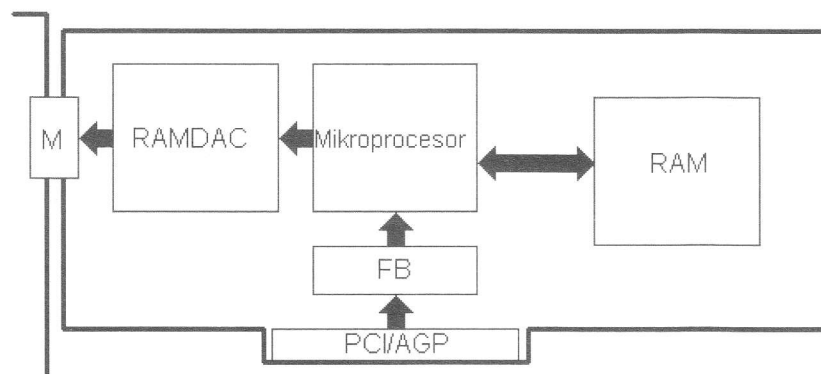 M
RAMDAC
Mikroprocesor
RAM
FB
PCI/AGP